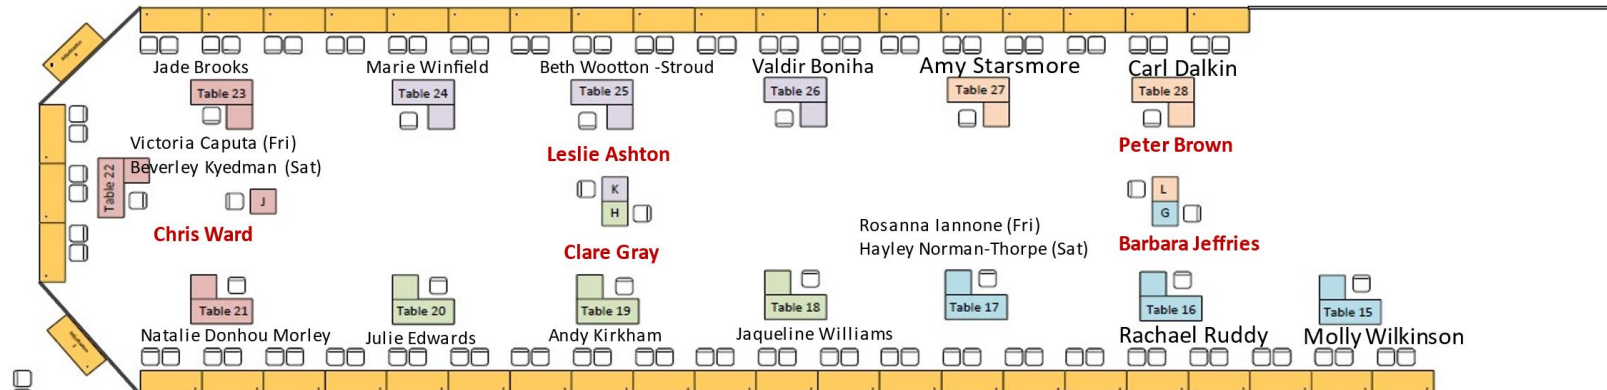 Jade Brooks
Marie Winfield
Beth Wootton -Stroud
Valdir Boniha
Amy Starsmore
Carl Dalkin
Table 23
Table 24
Table 25
Table 26
Table 27
Table 28
Victoria Caputa (Fri)
Beverley Kyedman (Sat)
Table 22
Leslie Ashton
Peter Brown
J
K
H
L
G
Chris Ward
Clare Gray
Rosanna Iannone (Fri)
Hayley Norman-Thorpe (Sat)
Barbara Jeffries
Table 21
Table 20
Table 19
Table 18
Table 17
Table 16
Table 15
Natalie Donhou Morley
Julie Edwards
Andy Kirkham
Jaqueline Williams
Rachael Ruddy
Molly Wilkinson